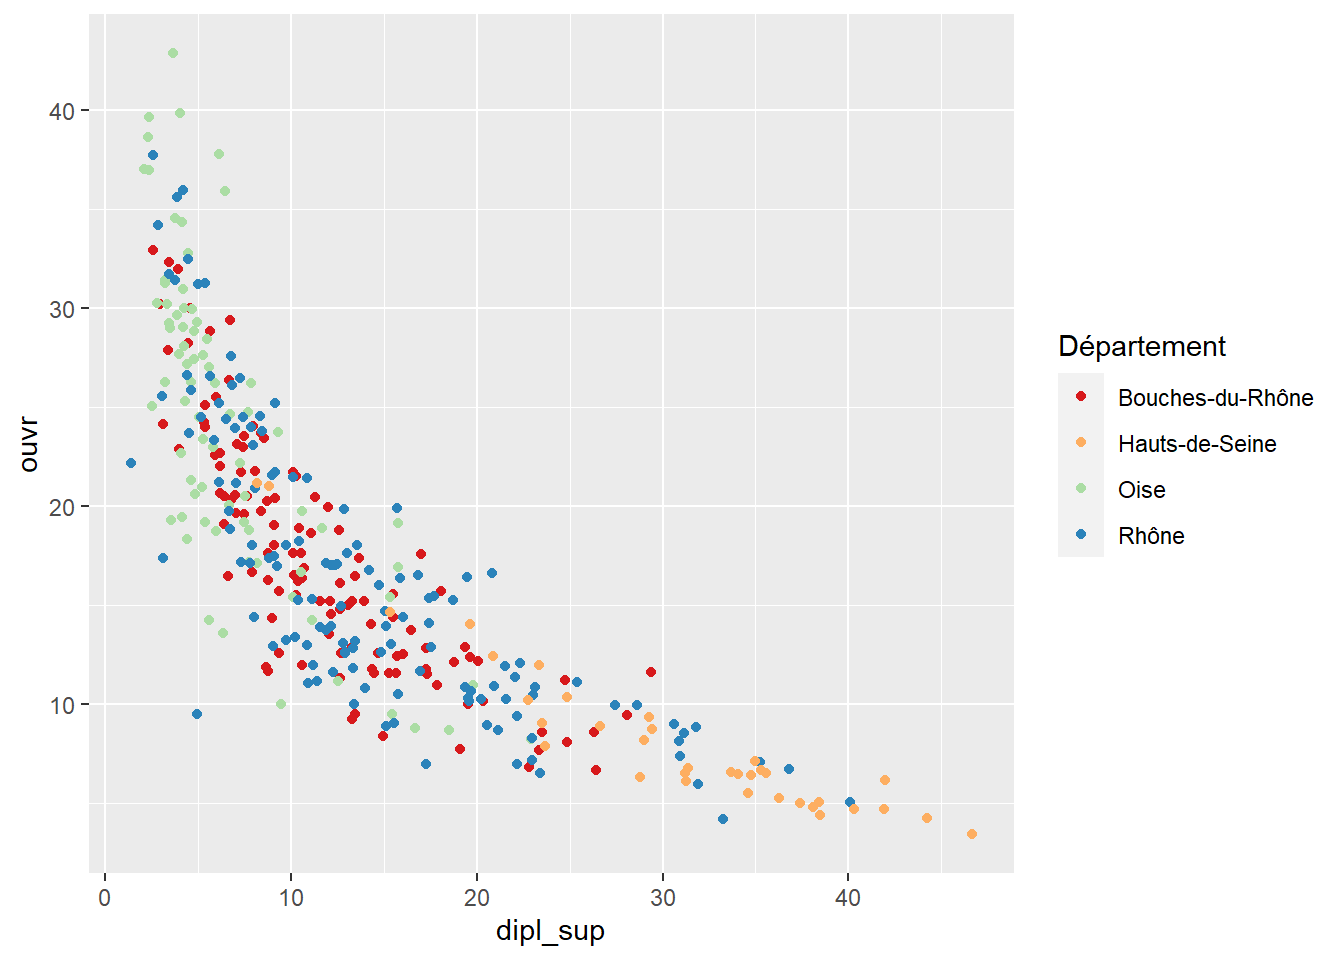 40
30
20
10
ouvr
0
10
20
30
40
dipl_sup
Département
Bouches-du-Rhône
Hauts-de-Seine
Oise
Rhône